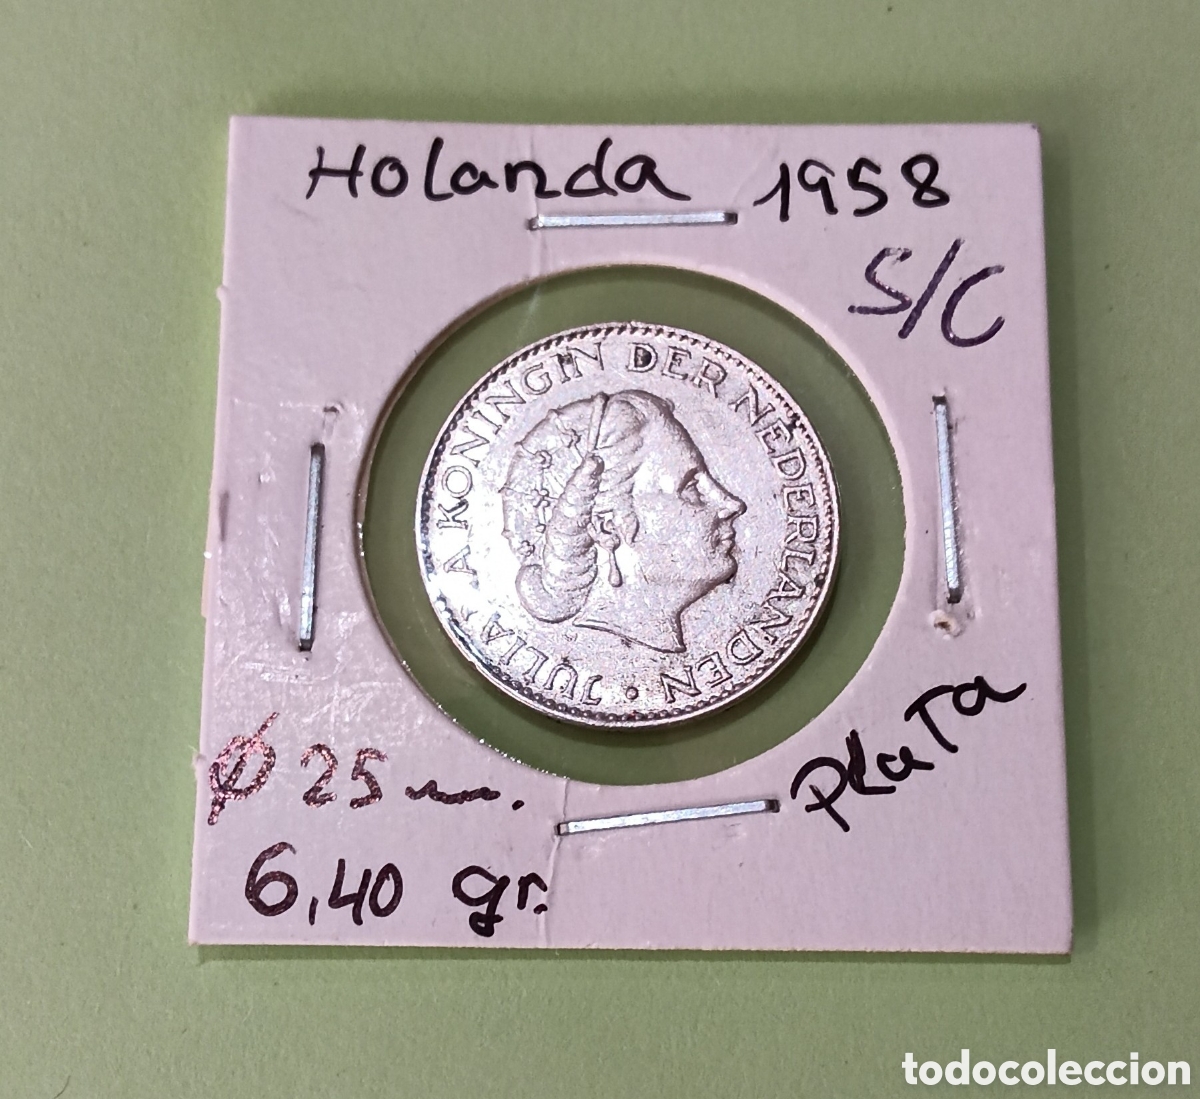 Holanda 1958
S/C
JULIANA KONINGIN DER NEDERLANDEN •
PLATA
Ø 25 mm.
6,40 gr.
todocoleccion